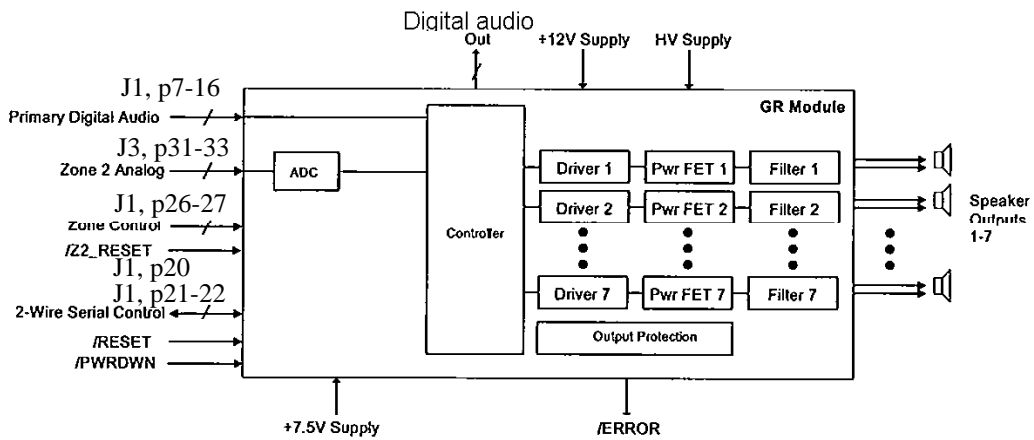 Digital audio
Out
+12V Supply
HV Supply
J1, p7-16
Primary Digital Audio
GR Module
J3, p31-33
Zone 2 Analog
ADC
Controller
Driver 1
Pwr FET 1
Filter 1
J1, p26-27
Zone Control
Driver 2
Pwr FET 2
Filter 2
Speaker
Outputs
1-7
/Z2_RESET
J1, p20
J1, p21-22
2-Wire Serial Control
Driver 7
Pwr FET 7
Filter 7
/RESET
Output Protection
/PWRDWN
+7.5V Supply
/ERROR